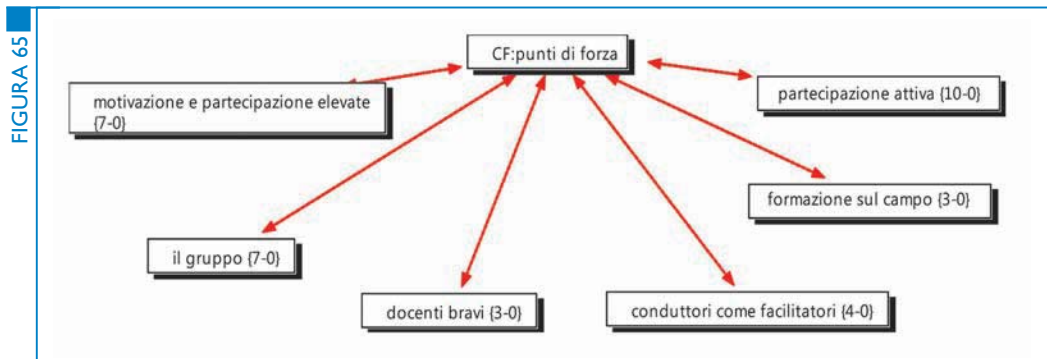 FIGURA 65
CF:punti di forza
motivazione e partecipazione elevate
{7-0}
partecipazione attiva {10-0}
formazione sul campo {3-0}
il gruppo {7-0}
docenti bravi {3-0}
conduttori come facilitatori {4-0}